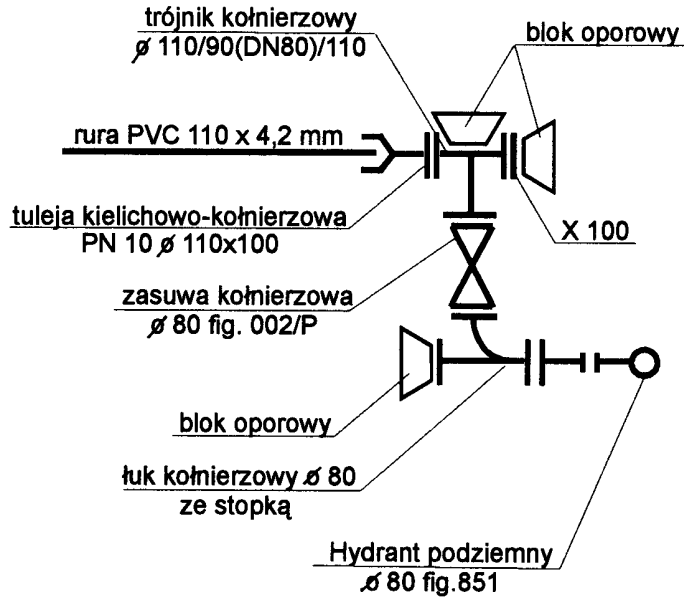 trójnik kołnierzowy
ø 110/90(DN80)/110
blok oporowy
rura PVC 110 x 4,2 mm
tuleja kielichowo-kołnierzowa
PN 10 ø 110x100
X 100
zasuwa kołnierzowa
ø 80 fig. 002/P
blok oporowy
łuk kołnierzowy ø 80
ze stopką
Hydrant podziemny
ø 80 fig.851